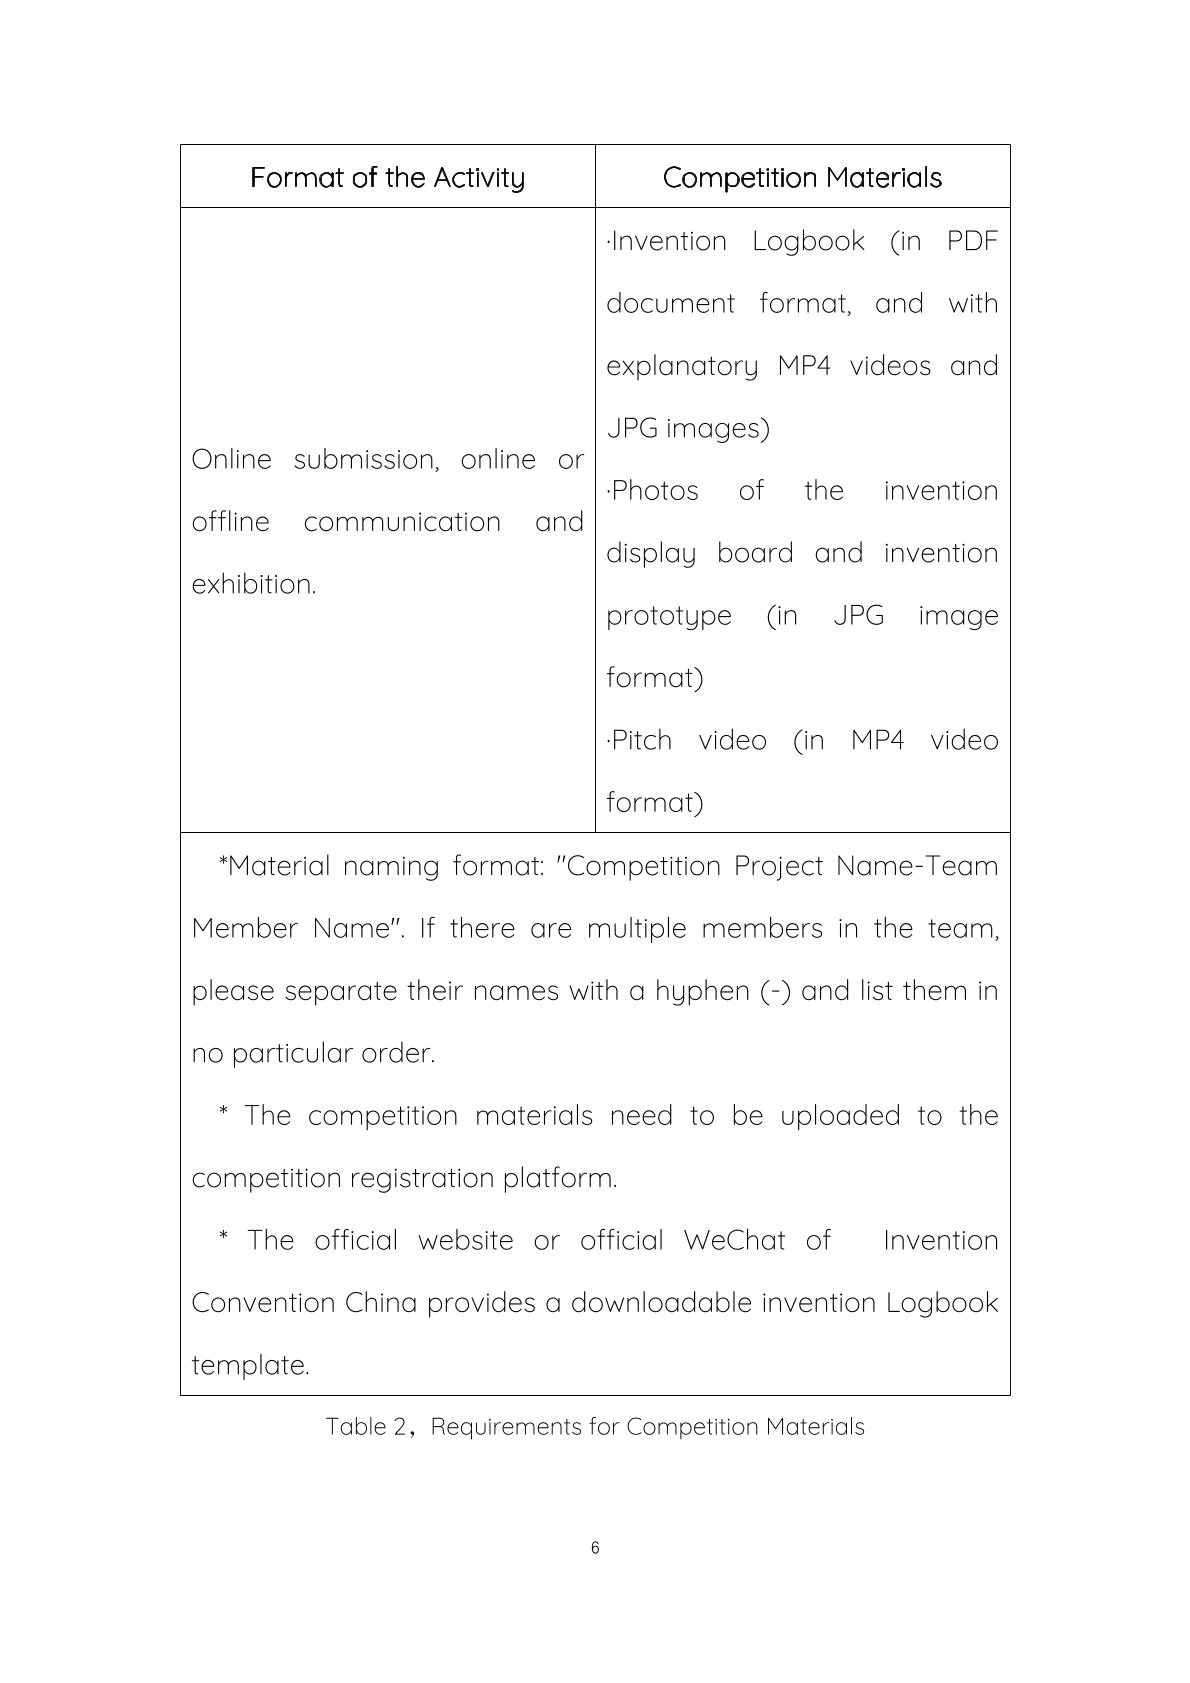 Format of the Activity
Competition Materials
Online submission, online or
offline communication and
exhibition.
·Invention Logbook (in PDF
document format, and with
explanatory MP4 videos and
JPG images)
·Photos of the invention
display board and invention
prototype (in JPG image
format)
·Pitch video (in MP4 video
format)
*Material naming format: "Competition Project Name-Team
Member Name". If there are multiple members in the team,
please separate their names with a hyphen (-) and list them in
no particular order.
* The competition materials need to be uploaded to the
competition registration platform.
* The official website or official WeChat of Invention
Convention China provides a downloadable invention Logbook
template.
Table 2，Requirements for Competition Materials
6